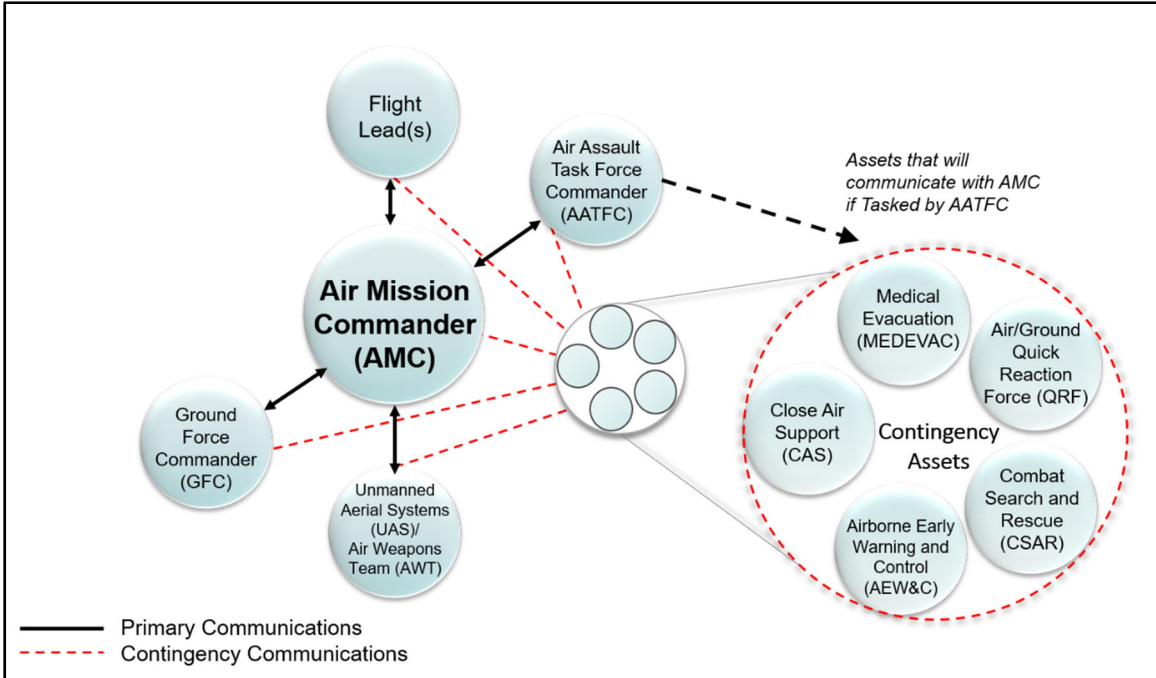 Flight
Lead(s)
Air Assault
Task Force
Commander
(AATFC)
Assets that will
communicate with AMC
if Tasked by AATFC
Air Mission
Commander
(AMC)
Medical
Evacuation
(MEDEVAC)
Air/Ground
Quick
Reaction
Force (QRF)
Close Air
Support
(CAS)
Contingency
Assets
Ground
Force
Commander
(GFC)
Combat
Search and
Rescue
(CSAR)
Unmanned
Aerial Systems
(UAS)/
Air Weapons
Team (AWT)
Airborne Early
Warning and
Control
(AEW&C)
Primary Communications
Contingency Communications